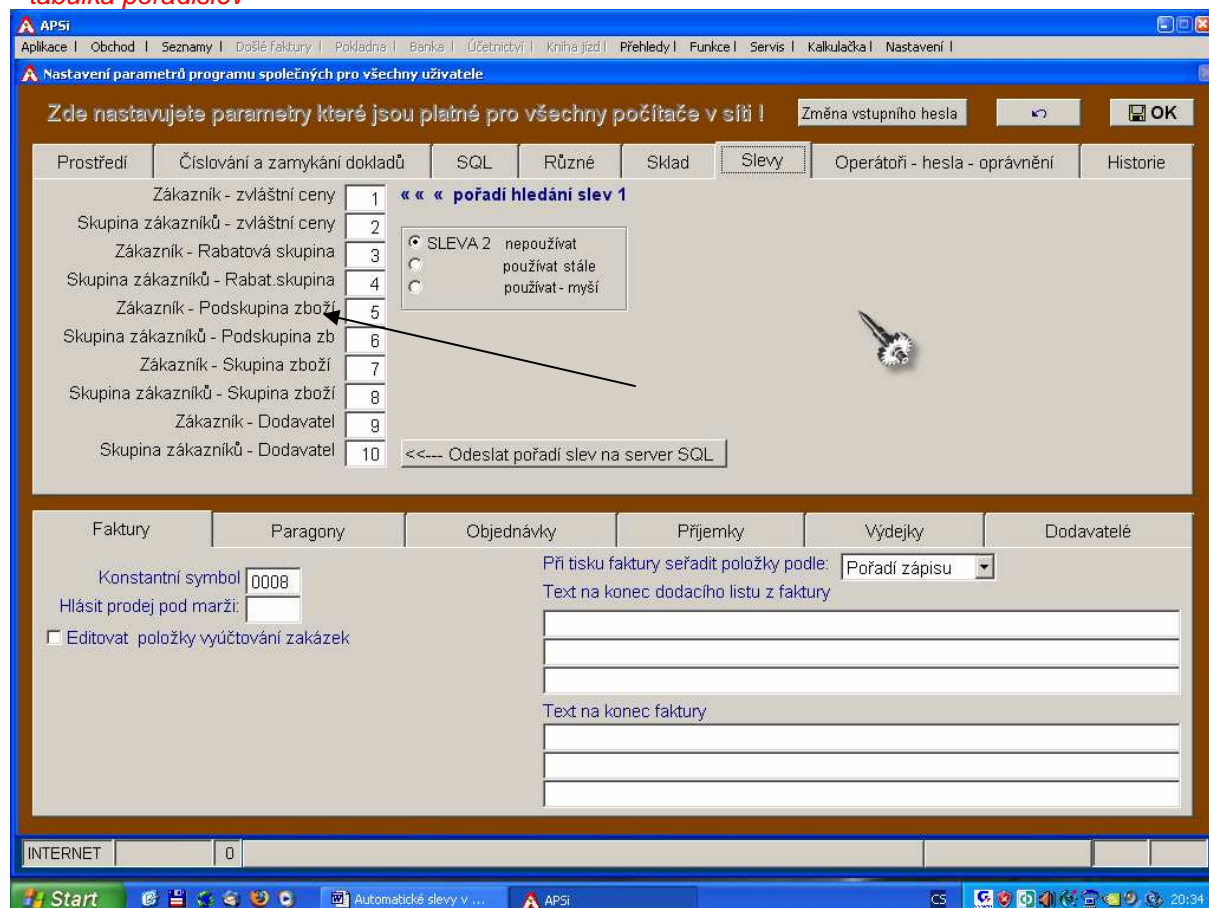 tabulka poradislev
APSi
Aplikace | Obchod | Seznamy | Došlé faktury | Pokladna | Banka | Účetnictví | Kniha jízd | Přehledy | Funkce | Servis | Kalkulačka | Nastavení |
Nastavení parametrů programu společných pro všechny uživatele
Zde nastavujete parametry které jsou platné pro všechny počítače v síti !
Změna vstupního hesla
OK
Prostředí
Číslování a zamykání dokladů
SQL
Různé
Sklad
Slevy
Operátoři - hesla - oprávnění
Historie
Zákazník - zvláštní ceny 1
« « « pořadí hledání slev 1
Skupina zákazníků - zvláštní ceny 2
Zákazník - Rabatová skupina 3
Skupina zákazníků - Rabat.skupina 4
Zákazník - Podskupina zboží 5
Skupina zákazníků - Podskupina zb 6
Zákazník - Skupina zboží 7
Skupina zákazníků - Skupina zboží 8
Zákazník - Dodavatel 9
Skupina zákazníků - Dodavatel 10
SLEVA 2 nepoužívat
používat stále
používat - myší
<<--- Odeslat pořadí slev na server SQL
Faktury
Paragony
Objednávky
Příjemky
Výdejky
Dodavatelé
Konstantní symbol 0008
Hlásit prodej pod marži:
Editovat položky vyúčtování zakázek
Při tisku faktury seřadit položky podle: Pořadí zápisu
Text na konec dodacího listu z faktury
Text na konec faktury
INTERNET
0
Start
Automatické slevy v ...
APSi
CS
20:34